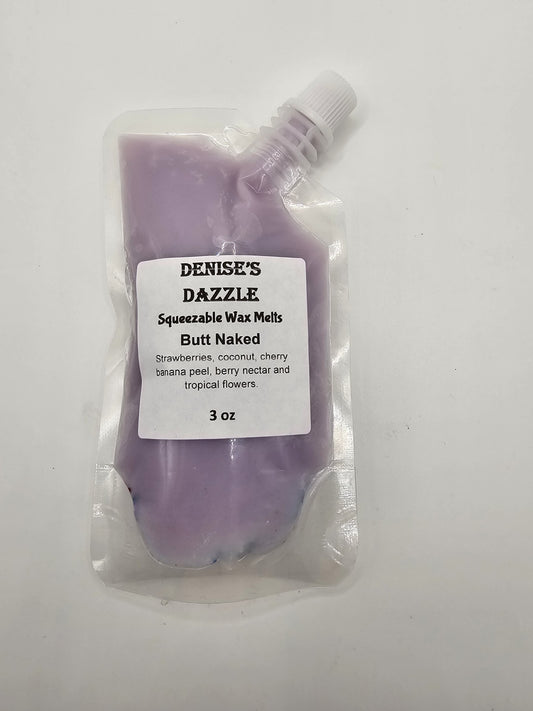 DENISE'S
DAZZLE
Squeezable Wax Melts
Butt Naked
Strawberries, coconut, cherry
banana peel, berry nectar and
tropical flowers.
3 oz